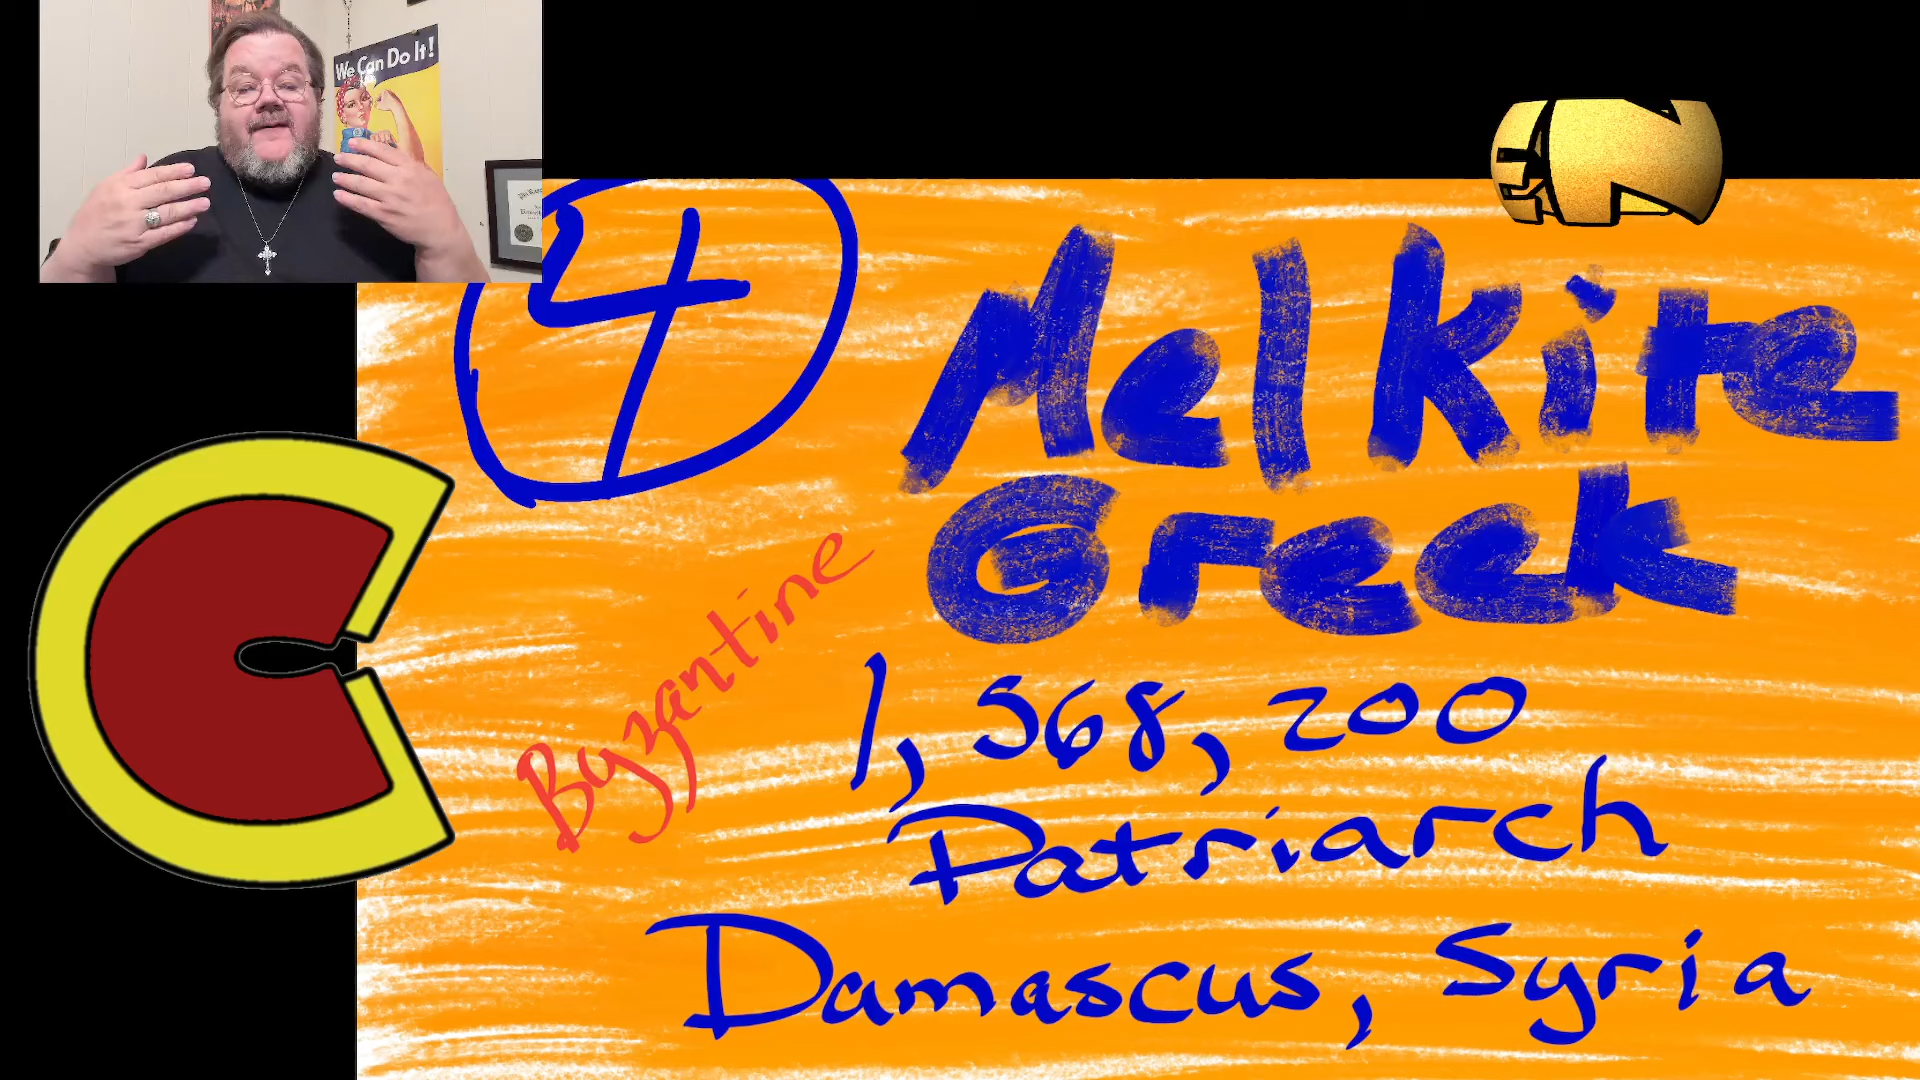 We Can Do It!
4
Melkite
Greek
Byzantine
1,568,200
Patriarch
Damascus, Syria
C